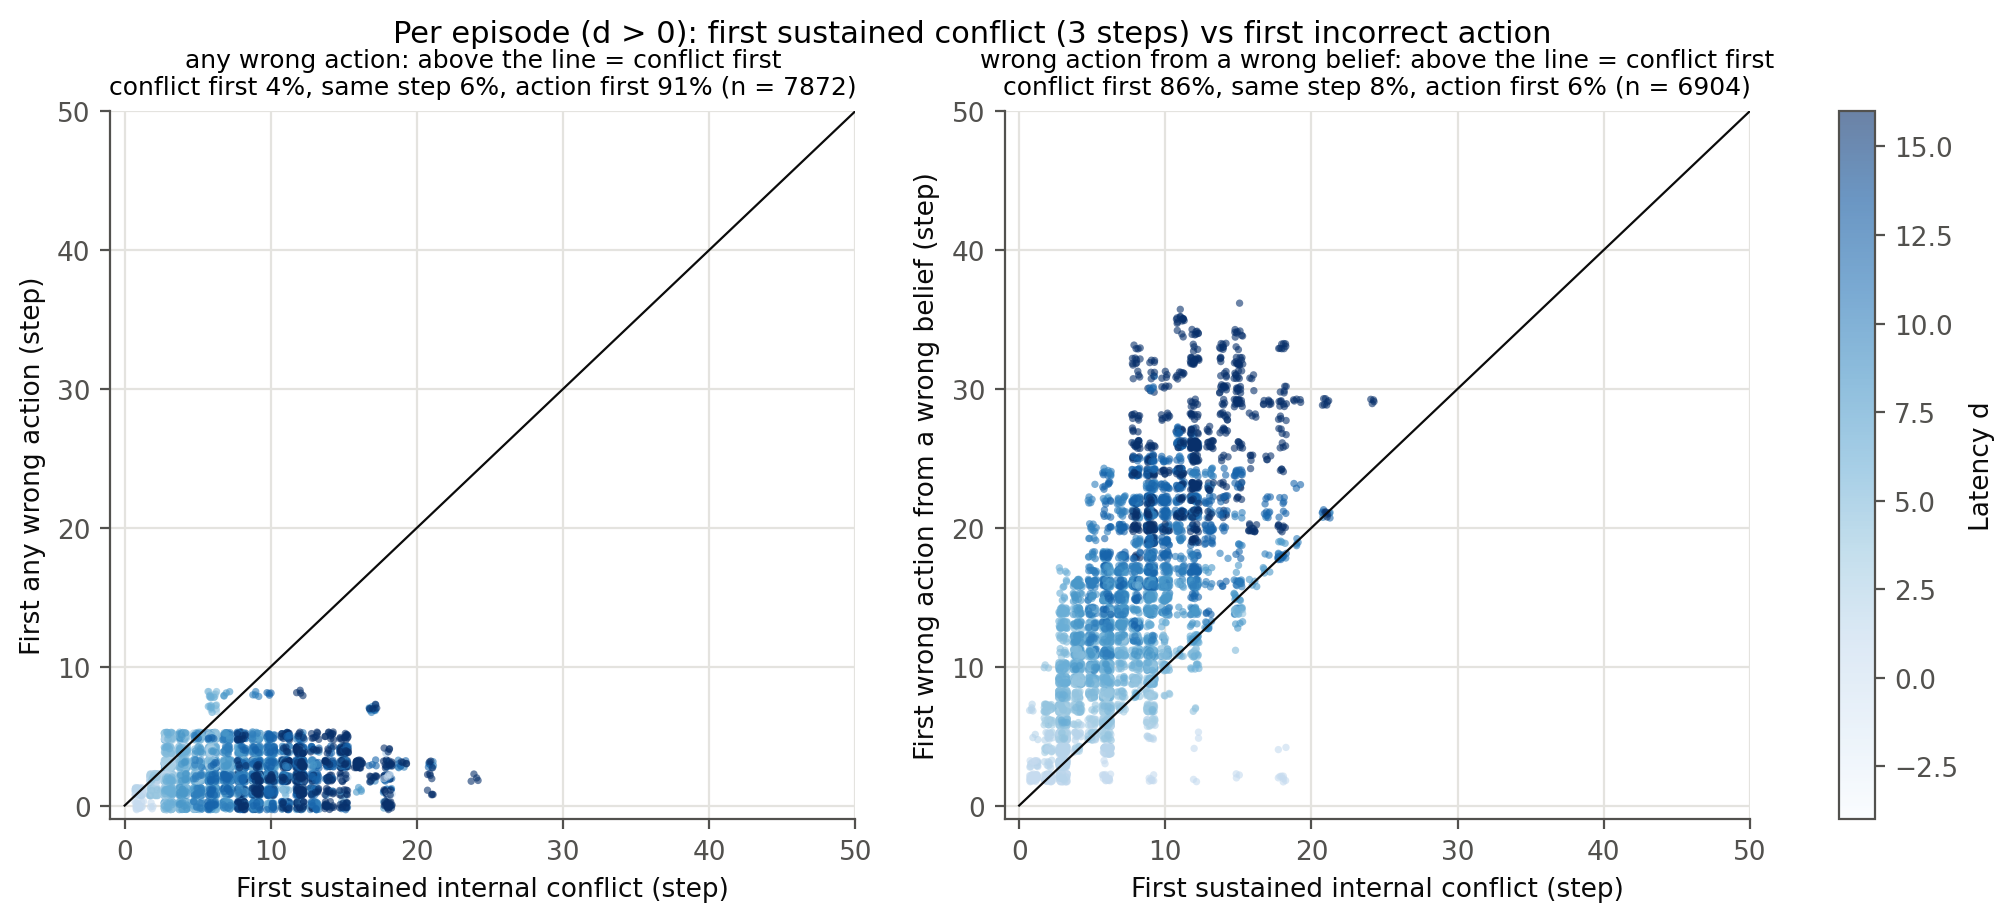 Per episode (d > 0): first sustained conflict (3 steps) vs first incorrect action
any wrong action: above the line = conflict first
conflict first 4%, same step 6%, action first 91% (n = 7872)
50
40
30
20
10
0
First any wrong action (step)
0 10 20 30 40 50
First sustained internal conflict (step)
wrong action from a wrong belief: above the line = conflict first
conflict first 86%, same step 8%, action first 6% (n = 6904)
50
40
30
20
10
0
First wrong action from a wrong belief (step)
0 10 20 30 40 50
First sustained internal conflict (step)
15.0
12.5
10.0
7.5
5.0
2.5
0.0
−2.5
Latency d